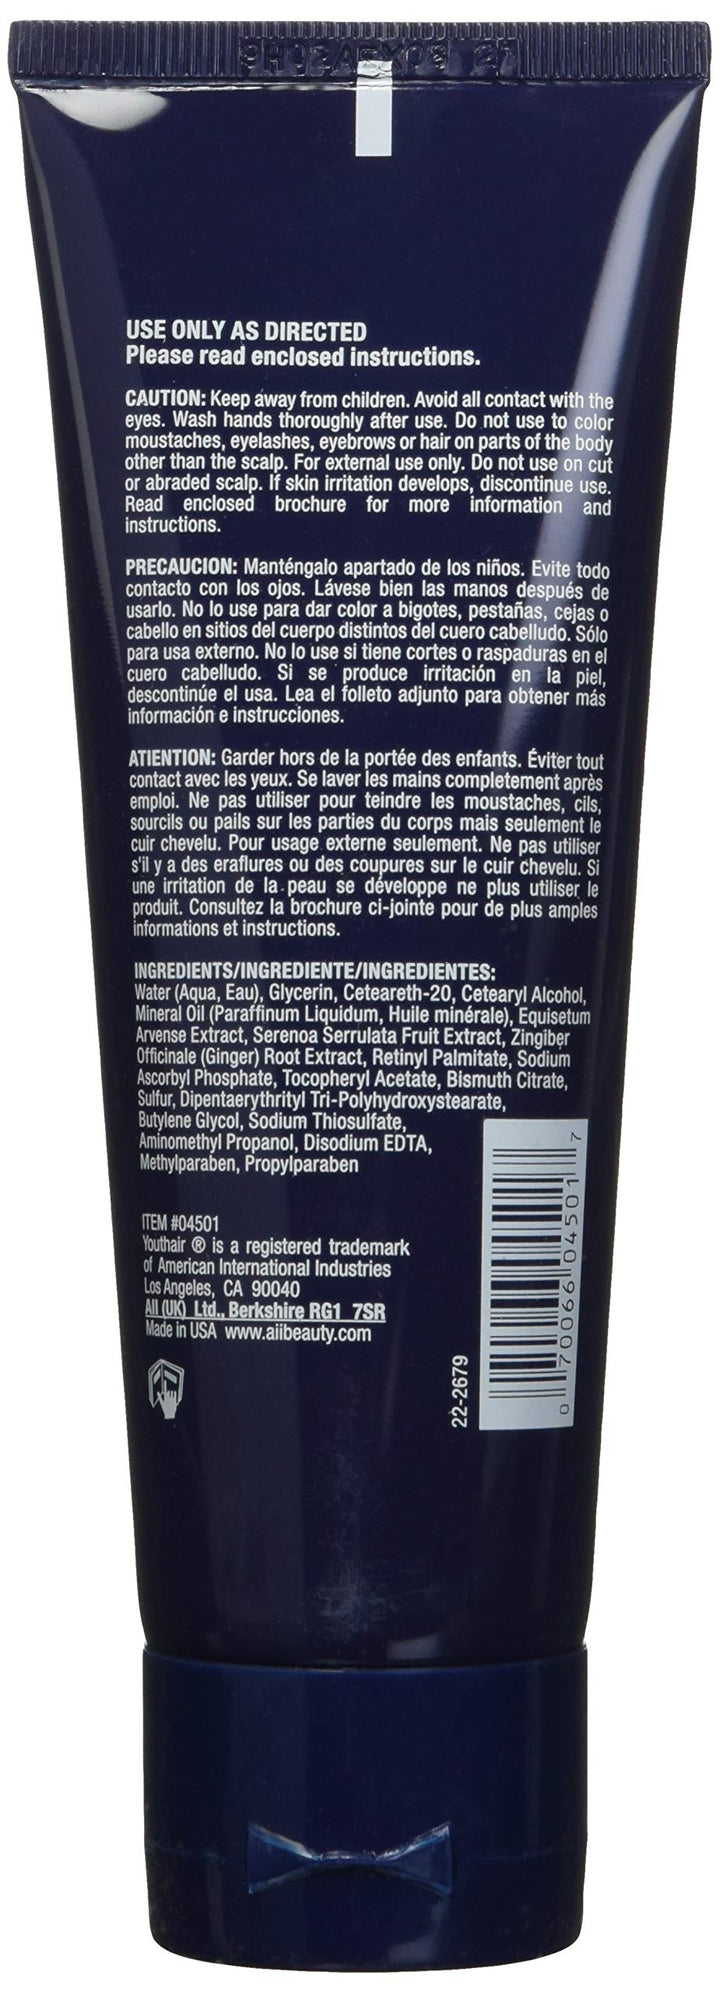 USE ONLY AS DIRECTED
Please read enclosed instructions.
CAUTION: Keep away from children. Avoid all contact with the
eyes. Wash hands thoroughly after use. Do not use to color
moustaches, eyelashes, eyebrows or hair on parts of the body
other than the scalp. For external use only. Do not use on cut
or abraded scalp. If skin irritation develops, discontinue use.
Read enclosed brochure for more information and
instructions.
PRECAUCION: Manténgalo apartado de los niños. Evite todo
contacto con los ojos. Lávese bien las manos después de
usarlo. No lo use para dar color a bigotes, pestañas, cejas o
cabello en sitios del cuerpo distintos del cuero cabelludo. Sólo
para usa externo. No lo use si tiene cortes o raspaduras en el
cuero cabelludo. Si se produce irritación en la piel,
descontinúe el usa. Lea el folleto adjunto para obtener más
información e instrucciones.
ATIENTION: Garder hors de la portée des enfants. Éviter tout
contact avec les yeux. Se laver les mains completement après
emploi. Ne pas utiliser pour teindre les moustaches, cils,
sourcils ou pails sur les parties du corps mais seulement le
cuir chevelu. Pour usage externe seulement. Ne pas utiliser
s'il y a des eraflures ou des coupures sur le cuir chevelu. Si
une irritation de la peau se développe ne plus utiliser le
produit. Consultez la brochure ci-jointe pour de plus amples
informations et instructions.
INGREDIENTS/INGREDIENTE/INGREDIENTES:
Water (Aqua, Eau), Glycerin, Ceteareth-20, Cetearyl Alcohol,
Mineral Oil (Paraffinum Liquidum, Huile minérale), Equisetum
Arvense Extract, Serenoa Serrulata Fruit Extract, Zingiber
Officinale (Ginger) Root Extract, Retinyl Palmitate, Sodium
Ascorbyl Phosphate, Tocopheryl Acetate, Bismuth Citrate,
Sulfur, Dipentaerythrityl Tri-Polyhydroxystearate,
Butylene Glycol, Sodium Thiosulfate,
Aminomethyl Propanol, Disodium EDTA,
Methylparaben, Propylparaben
ITEM #04501
Youthair ® is a registered trademark
of American International Industries
Los Angeles, CA 90040
AII (UK) Ltd., Berkshire RG1 7SR
Made in USA www.aiibeauty.com
22-2679
0 70066 04501 7